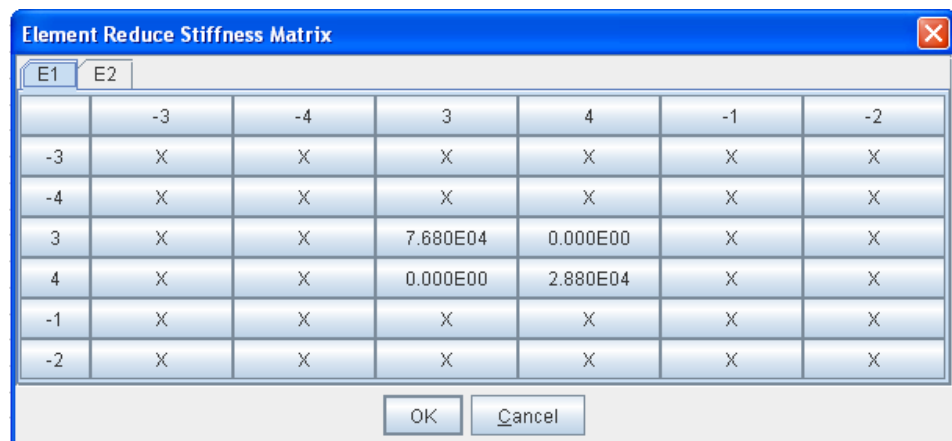 Element Reduce Stiffness Matrix
E1 E2
-3 -4 3 4 -1 -2
-3 X X X X X X
-4 X X X X X X
3 X X 7.680E04 0.000E00 X X
4 X X 0.000E00 2.880E04 X X
-1 X X X X X X
-2 X X X X X X
OK Cancel